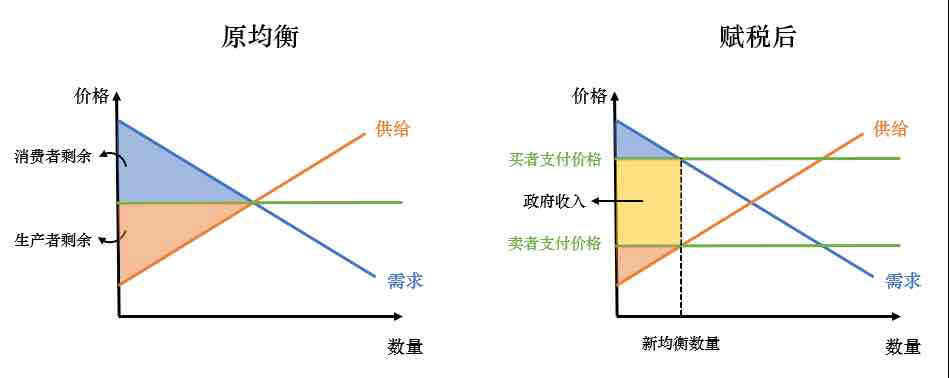 原均衡
价格
供给
消费者剩余
生产者剩余
需求
数量
赋税后
价格
供给
买者支付价格
政府收入
卖者支付价格
需求
新均衡数量
数量